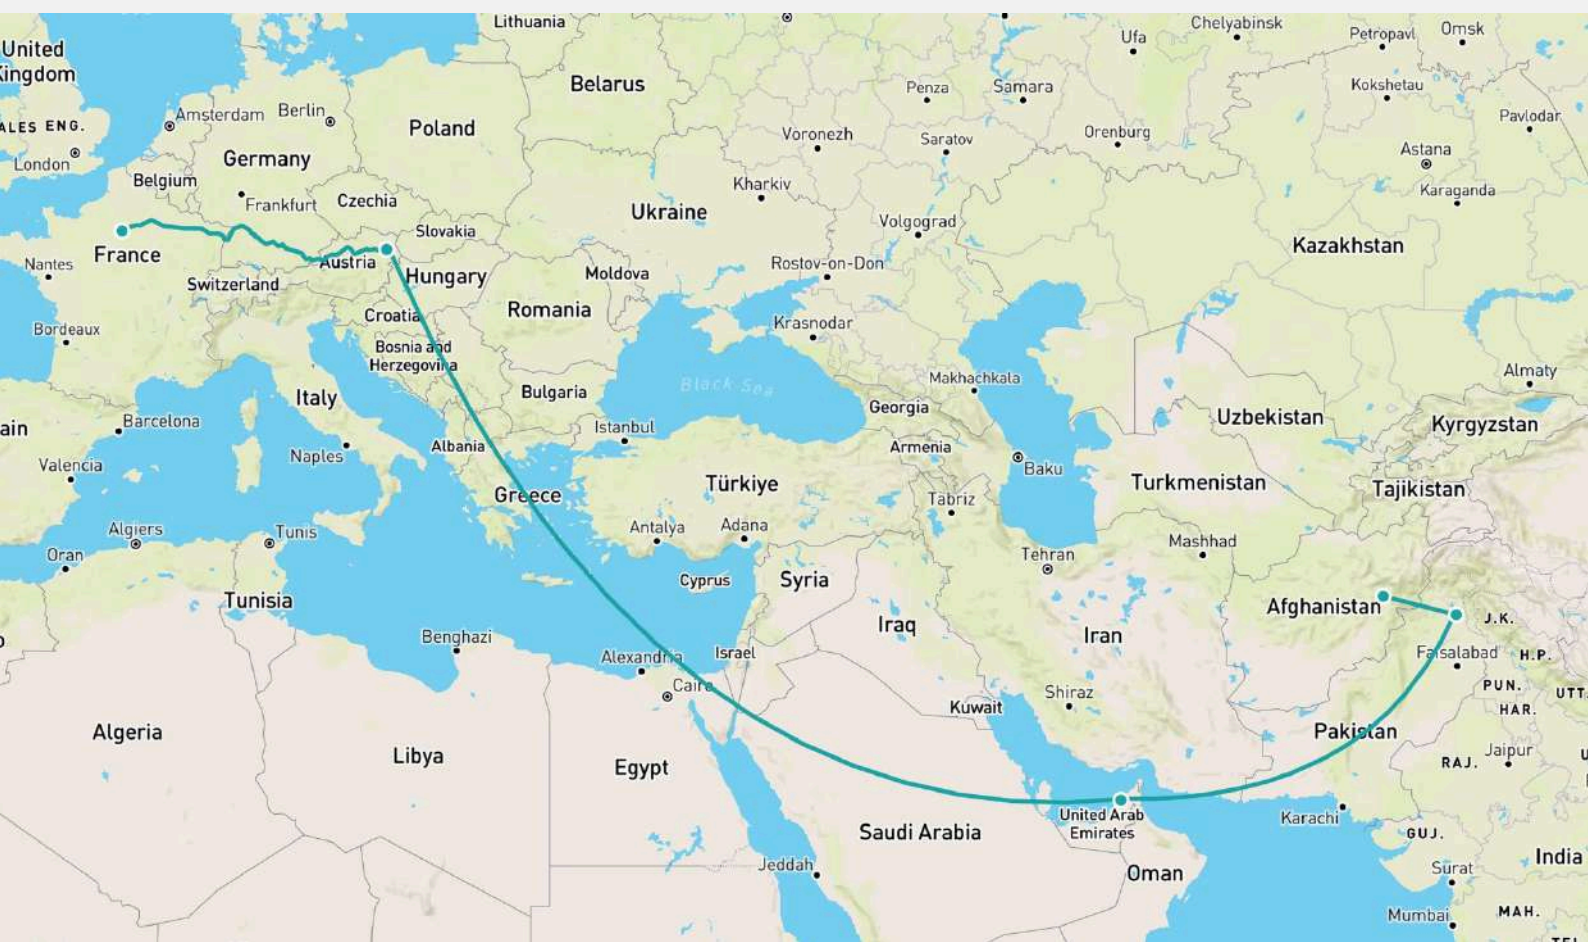 Lithuania
Chelyabinsk
Ufa
Petropavl
Omsk
United
Kingdom
Belarus
Penza
Samara
Kokshetau
Pavlodar
Amsterdam
Berlin
Poland
ALES ENG.
Voronezh
Saratov
Orenburg
Astana
London
Germany
Belgium
Frankfurt
Czechia
Kharkiv
Karaganda
Ukraine
Volgograd
Slovakia
France
Kazakhstan
Nantes
Austria
Hungary
Moldova
Rostov-on-Don
Switzerland
Romania
Croatia
Krasnodar
Bordeaux
Bosnia and
Herzegovina
Makhachkala
Almaty
Black Sea
Bulgaria
Italy
Georgia
Uzbekistan
Kyrgyzstan
ain
Barcelona
Istanbul
Albania
Armenia
Naples
Valencia
Baku
Türkiye
Turkmenistan
Tajikistan
Greece
Tabriz
Algiers
Tunis
Antalya
Adana
Mashhad
Oran
Tehran
Cyprus
Syria
Tunisia
Afghanistan
J.K.
Iraq
Iran
Benghazi
Alexandria
Israel
Faisalabad
H.P.
Cairo
PUN.
UTT.
Shiraz
Kuwait
HAR.
Algeria
Pakistan
Libya
Jaipur
RAJ.
Egypt
Karachi
United Arab
Emirates
Saudi Arabia
GUJ.
India
Jeddah
Oman
Surat
Mumbai
MAH.